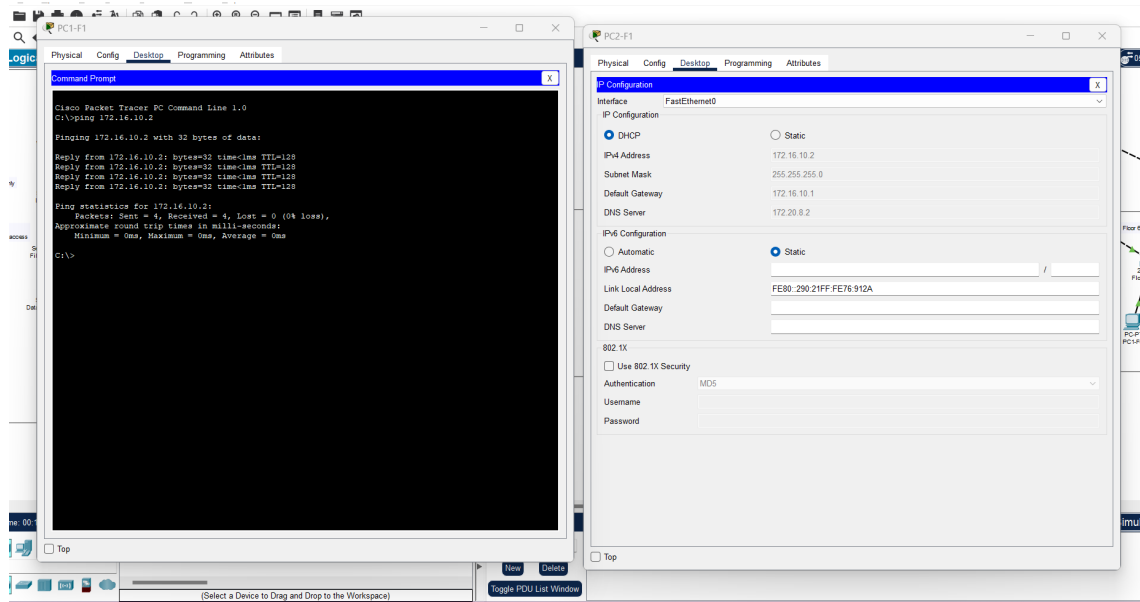 PC1-F1
Physical Config Desktop Programming Attributes
Command Prompt X
Cisco Packet Tracer PC Command Line 1.0
C:\>ping 172.16.10.2
Pinging 172.16.10.2 with 32 bytes of data:
Reply from 172.16.10.2: bytes=32 time<1ms TTL=128
Reply from 172.16.10.2: bytes=32 time<1ms TTL=128
Reply from 172.16.10.2: bytes=32 time<1ms TTL=128
Reply from 172.16.10.2: bytes=32 time<1ms TTL=128
Ping statistics for 172.16.10.2:
Packets: Sent = 4, Received = 4, Lost = 0 (0% loss),
Approximate round trip times in milli-seconds:
Minimum = 0ms, Maximum = 0ms, Average = 0ms
C:\>
Top
PC2-F1
Physical Config Desktop Programming Attributes
IP Configuration X
Interface FastEthernet0
IP Configuration
DHCP Static
IPv4 Address 172.16.10.2
Subnet Mask 255.255.255.0
Default Gateway 172.16.10.1
DNS Server 172.20.8.2
IPv6 Configuration
Automatic Static
IPv6 Address /
Link Local Address FE80::290:21FF:FE76:912A
Default Gateway
DNS Server
802.1X
Use 802.1X Security
Authentication MD5
Username
Password
Top
New Delete
Toggle PDU List Window
(Select a Device to Drag and Drop to the Workspace)